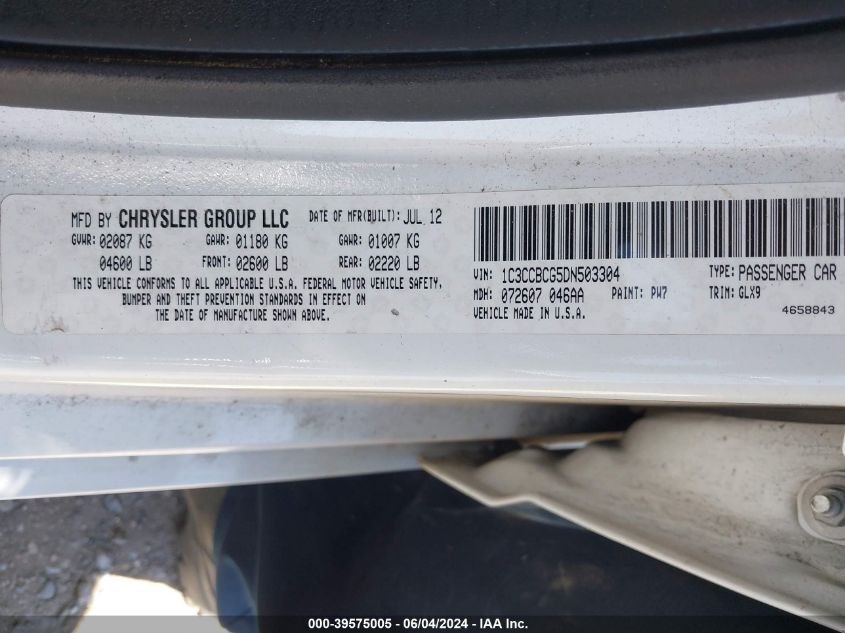 MFD BY CHRYSLER GROUP LLC DATE OF MFR(BUILT): JUL 12
GVWR: 02087 KG GAWR: 01180 KG GAWR: 01007 KG
04600 LB FRONT: 02600 LB REAR: 02220 LB
THIS VEHICLE CONFORMS TO ALL APPLICABLE U.S.A. FEDERAL MOTOR VEHICLE SAFETY,
BUMPER AND THEFT PREVENTION STANDARDS IN EFFECT ON
THE DATE OF MANUFACTURE SHOWN ABOVE.
VIN: 1C3CCBCG5DN503304 TYPE: PASSENGER CAR
MDH: 072607 046AA PAINT: PW7 TRIM: GLX9
VEHICLE MADE IN U.S.A. 4658843
000-39575005 - 06/04/2024 - IAA Inc.